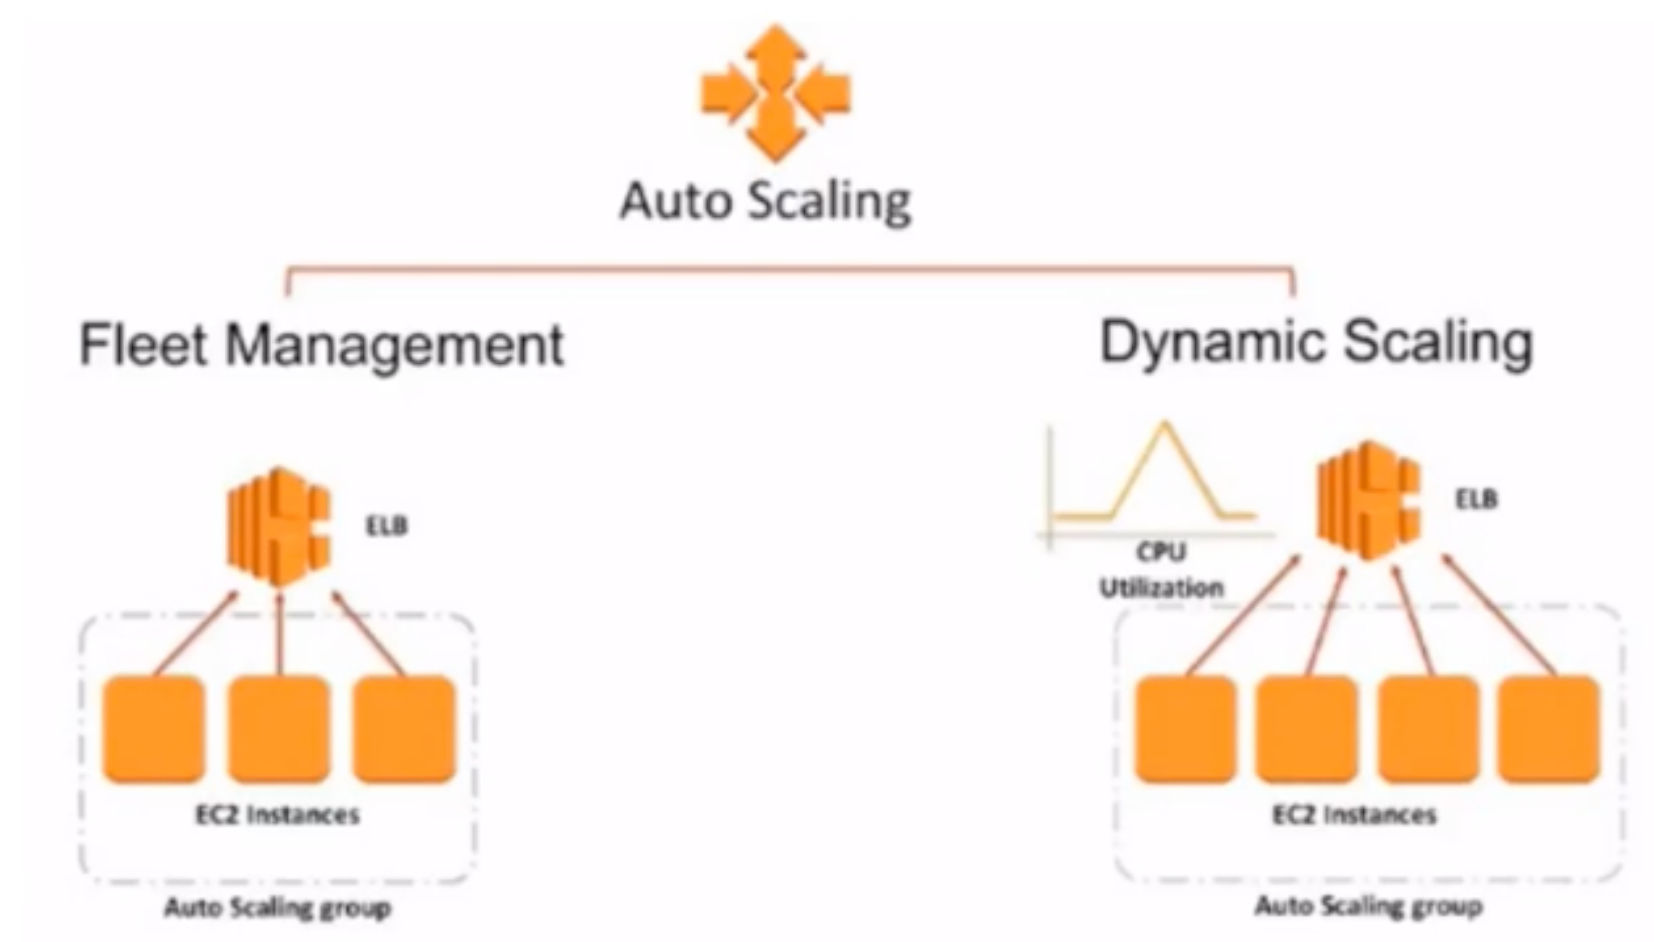 Auto Scaling
Fleet Management
Dynamic Scaling
ELB
ELB
CPU
Utilization
EC2 Instances
EC2 Instances
Auto Scaling group
Auto Scaling group